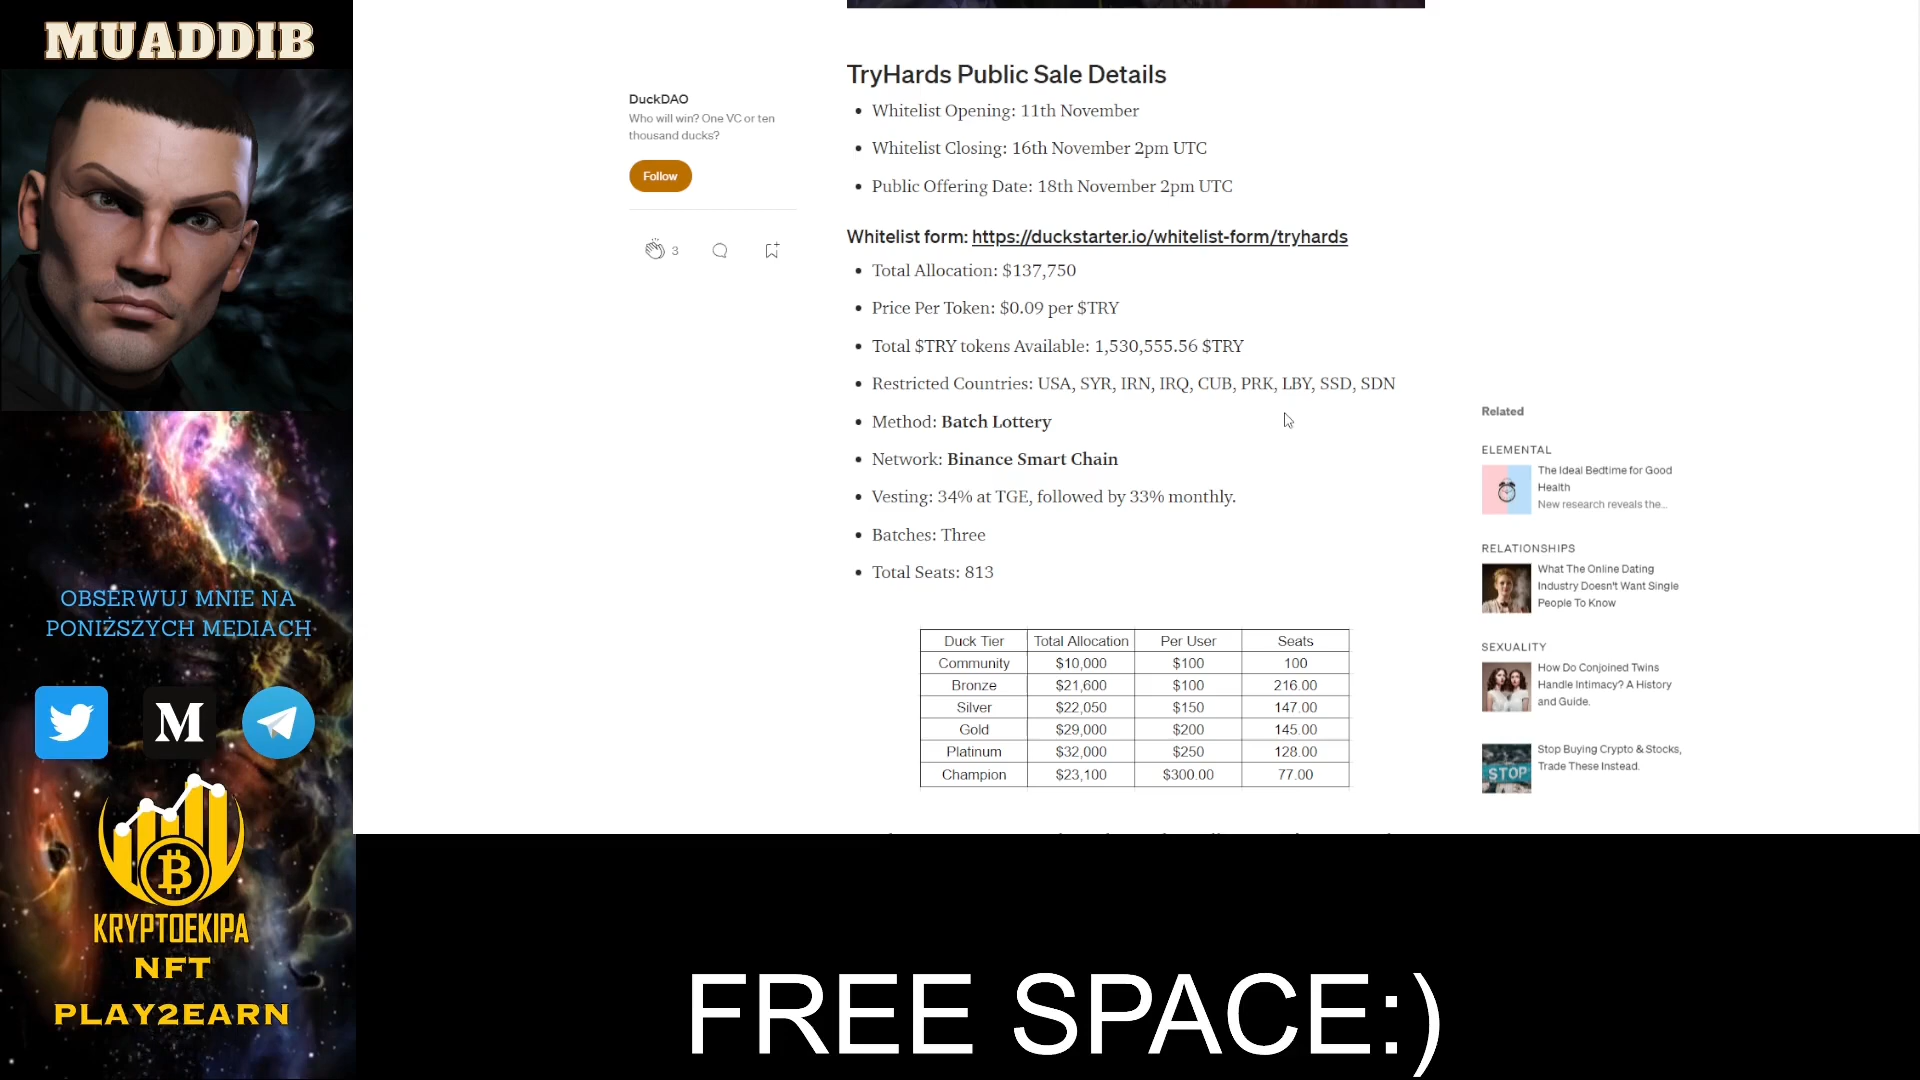 MUADDIB
OBSERWUJ MNIE NA
PONIŻSZYCH MEDIACH
M
KRYPTOEKIPA
NFT
PLAY2EARN
DuckDAO
Who will win? One VC or ten
thousand ducks?
Follow
3
TryHards Public Sale Details
Whitelist Opening: 11th November
Whitelist Closing: 16th November 2pm UTC
Public Offering Date: 18th November 2pm UTC
Whitelist form: https://duckstarter.io/whitelist-form/tryhards
Total Allocation: $137,750
Price Per Token: $0.09 per $TRY
Total $TRY tokens Available: 1,530,555.56 $TRY
Restricted Countries: USA, SYR, IRN, IRQ, CUB, PRK, LBY, SSD, SDN
Method: Batch Lottery
Network: Binance Smart Chain
Vesting: 34% at TGE, followed by 33% monthly.
Batches: Three
Total Seats: 813
Duck Tier Total Allocation Per User Seats
Community $10,000 $100 100
Bronze $21,600 $100 216.00
Silver $22,050 $150 147.00
Gold $29,000 $200 145.00
Platinum $32,000 $250 128.00
Champion $23,100 $300.00 77.00
Related
ELEMENTAL
The Ideal Bedtime for Good
Health
New research reveals the...
RELATIONSHIPS
What The Online Dating
Industry Doesn't Want Single
People To Know
SEXUALITY
How Do Conjoined Twins
Handle Intimacy? A History
and Guide.
STOP
Stop Buying Crypto & Stocks,
Trade These Instead.
FREE SPACE:)